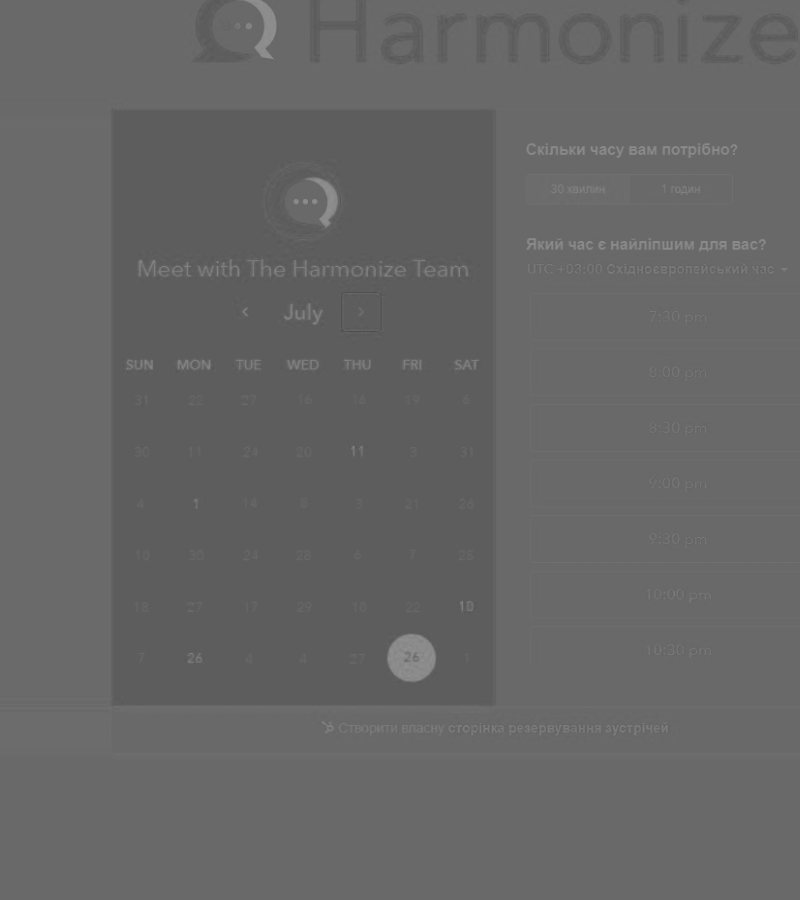 Harmonize
Meet with The Harmonize Team
July
SUN MON TUE WED THU FRI SAT
31 22 27 16 14 19 6
30 11 24 20 11 3 31
4 1 14 6 3 21 26
10 30 24 28 6 7 28
18 27 17 29 10 22 10
7 26 4 4 27 26 1
Скільки часу вам потрібно?
30 хвилин 1 годин
Який час є найліпшим для вас?
UTC +03:00 Східноєвропейський час
7:30 pm
8:00 pm
8:30 pm
9:00 pm
9:30 pm
10:00 pm
10:30 pm
Створити власну сторінка резервування зустрічей